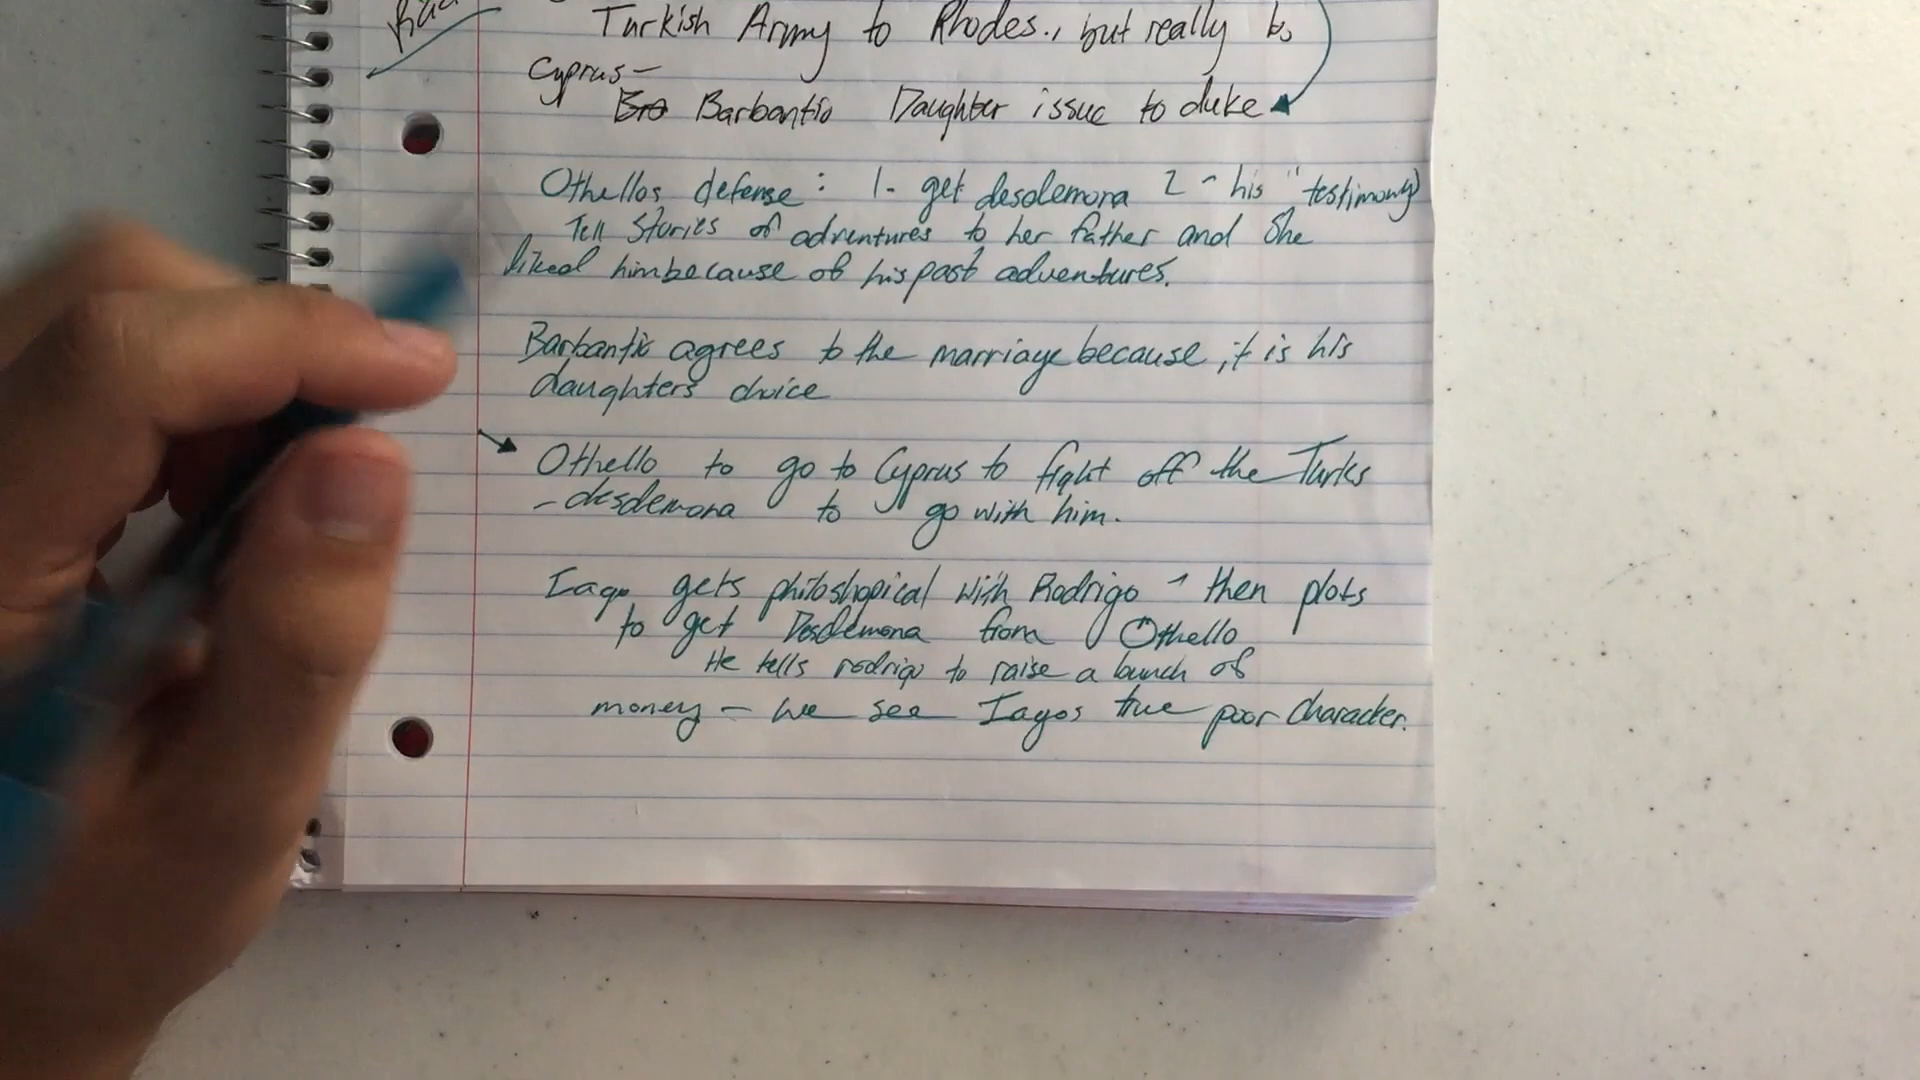 Turkish Army to Rhodes., but really to
Cyprus -
Bra Barbantio Daughter issue to duke
Othellos defense : 1. get desdemona 2 - his "testimony
Tell Stories of adventures to her father and She
liked him because of his past adventures.
Barbantio agrees to the marriage because it is his
daughters choice
Othello to go to Cyprus to fight off the Turks
- desdemona to go with him.
Iago gets philoshopical with Rodrigo - then plots
to get Desdemona from Othello
He tells rodrigo to raise a bunch of
money - we see Iagos true poor Character.